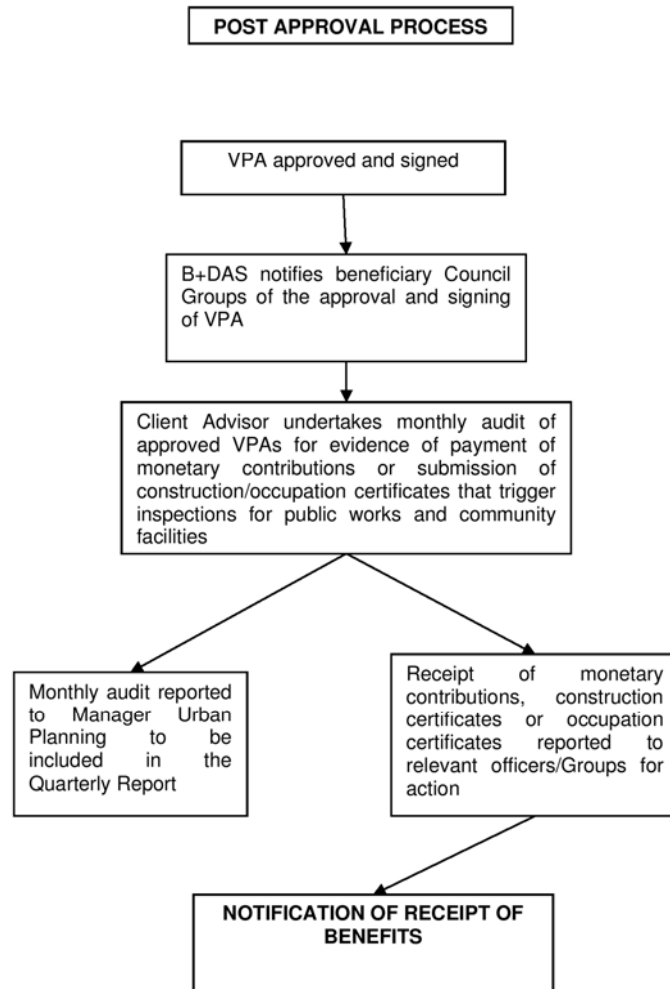 POST APPROVAL PROCESS
VPA approved and signed
B+DAS notifies beneficiary Council
Groups of the approval and signing
of VPA
Client Advisor undertakes monthly audit of
approved VPAs for evidence of payment of
monetary contributions or submission of
construction/occupation certificates that trigger
inspections for public works and community
facilities
Monthly audit reported
to Manager Urban
Planning to be
included in the
Quarterly Report
Receipt of monetary
contributions, construction
certificates or occupation
certificates reported to
relevant officers/Groups for
action
NOTIFICATION OF RECEIPT OF
BENEFITS